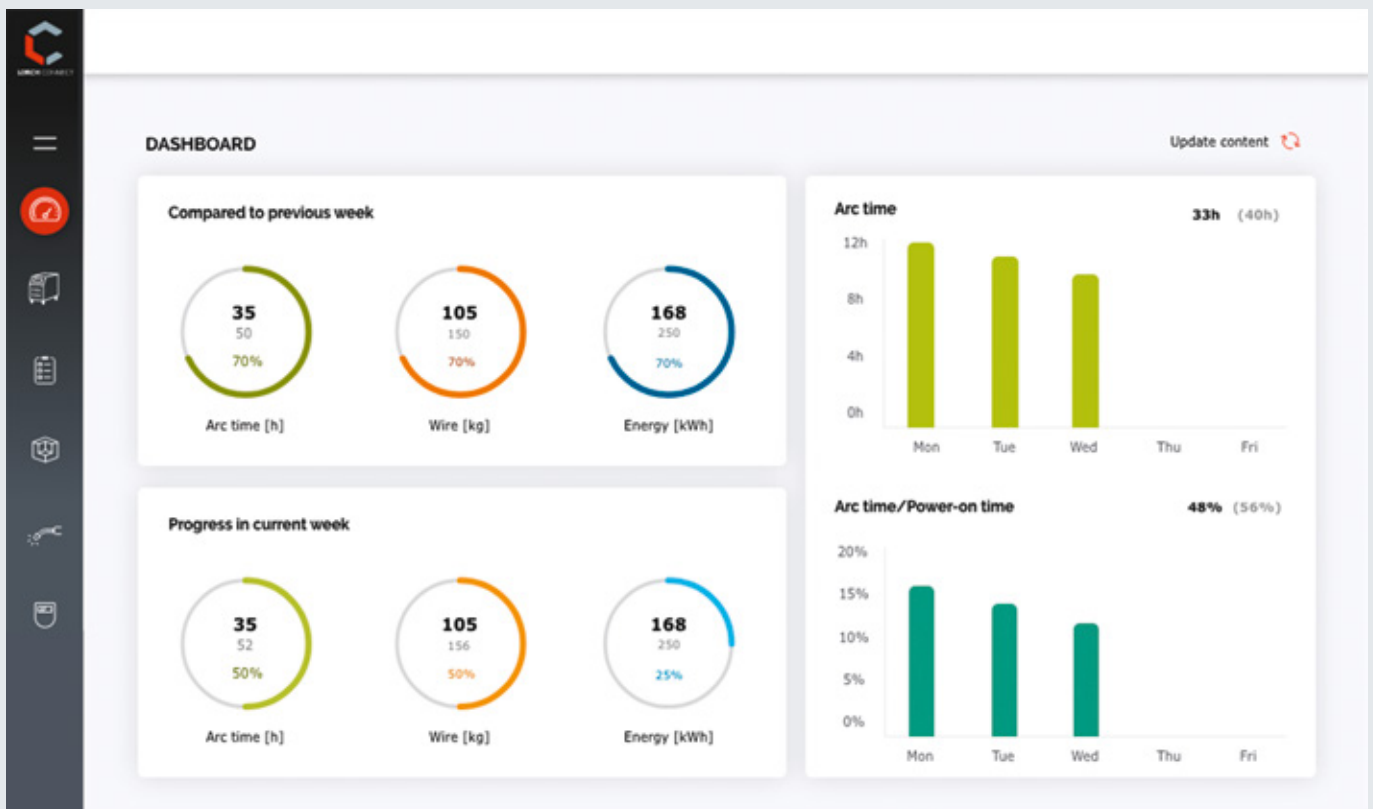 LORCH CONNECT
DASHBOARD
Update content
Compared to previous week
35
50
70%
Arc time [h]
105
150
70%
Wire [kg]
168
250
70%
Energy [kWh]
Progress in current week
35
52
50%
Arc time [h]
105
156
50%
Wire [kg]
168
250
25%
Energy [kWh]
Arc time
33h (40h)
12h
8h
4h
0h
Mon Tue Wed Thu Fri
Arc time/Power-on time
48% (56%)
20%
15%
10%
5%
0%
Mon Tue Wed Thu Fri